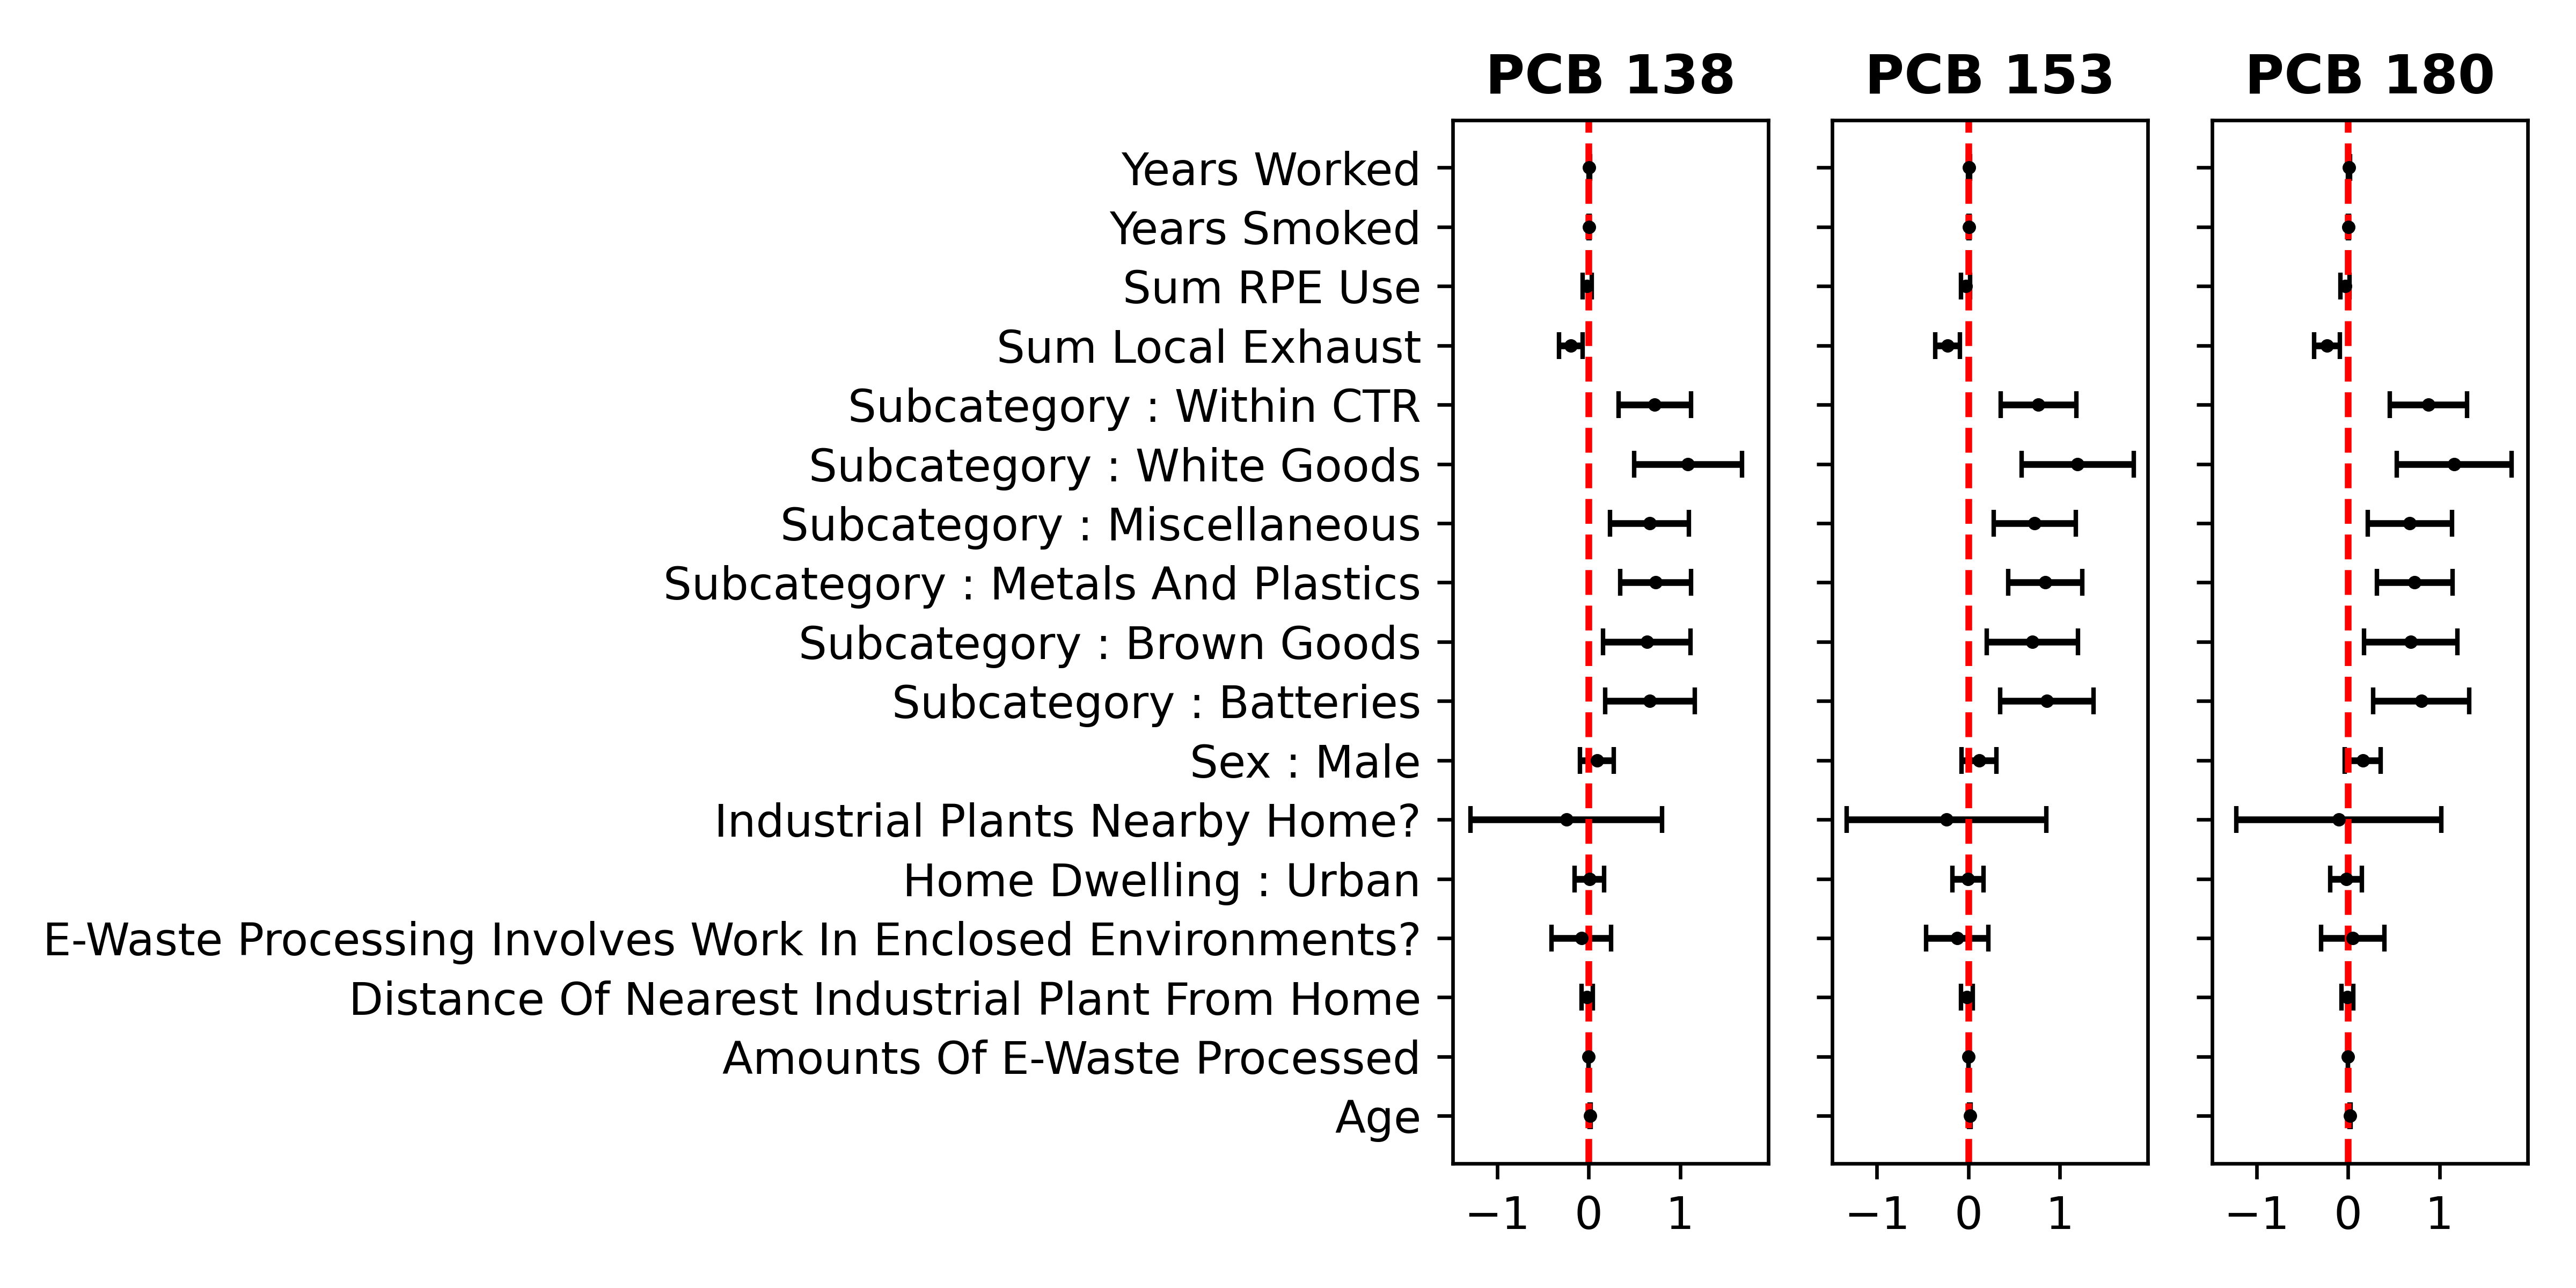 PCB 138 PCB 153 PCB 180
Years Worked
Years Smoked
Sum RPE Use
Sum Local Exhaust
Subcategory : Within CTR
Subcategory : White Goods
Subcategory : Miscellaneous
Subcategory : Metals And Plastics
Subcategory : Brown Goods
Subcategory : Batteries
Sex : Male
Industrial Plants Nearby Home?
Home Dwelling : Urban
E-Waste Processing Involves Work In Enclosed Environments?
Distance Of Nearest Industrial Plant From Home
Amounts Of E-Waste Processed
Age
−1 0 1 −1 0 1 −1 0 1